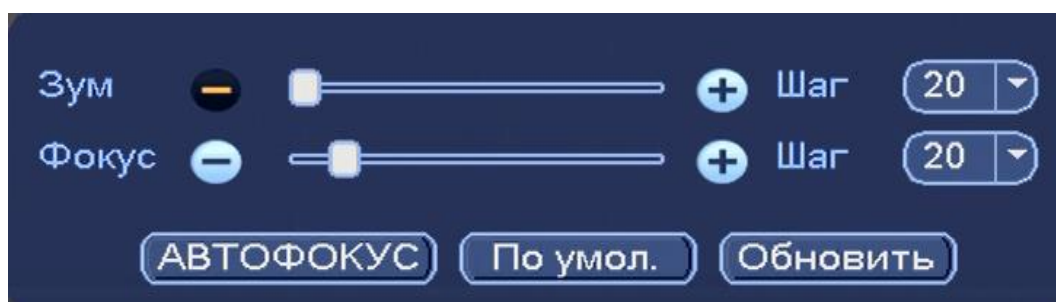 Зум Шаг 20
Фокус Шаг 20
АВТОФОКУС По умол. Обновить